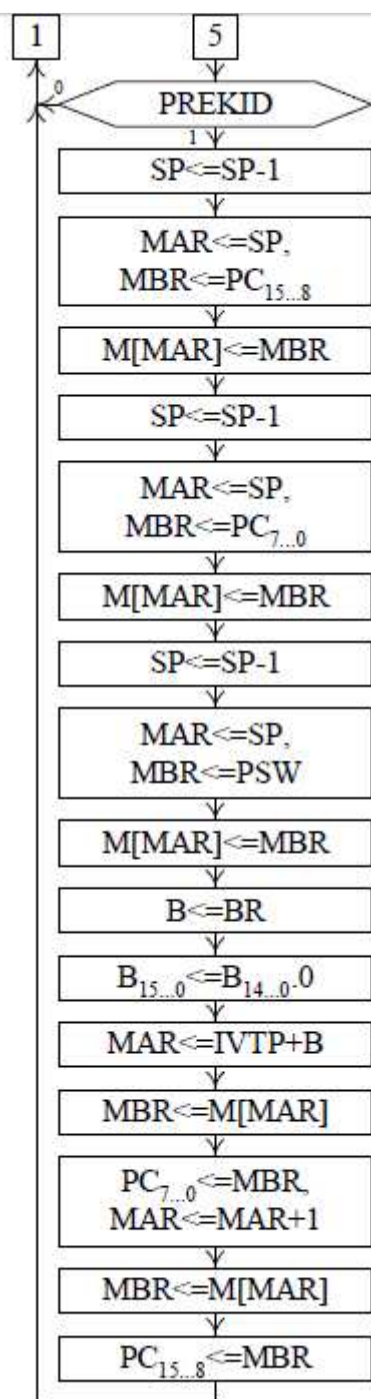 1 5
0
PREKID
1
SP<=SP-1
MAR<=SP,
MBR<=PC15...8
M[MAR]<=MBR
SP<=SP-1
MAR<=SP,
MBR<=PC7...0
M[MAR]<=MBR
SP<=SP-1
MAR<=SP,
MBR<=PSW
M[MAR]<=MBR
B<=BR
B15...0<=B14...0.0
MAR<=IVTP+B
MBR<=M[MAR]
PC7...0<=MBR,
MAR<=MAR+1
MBR<=M[MAR]
PC15...8<=MBR